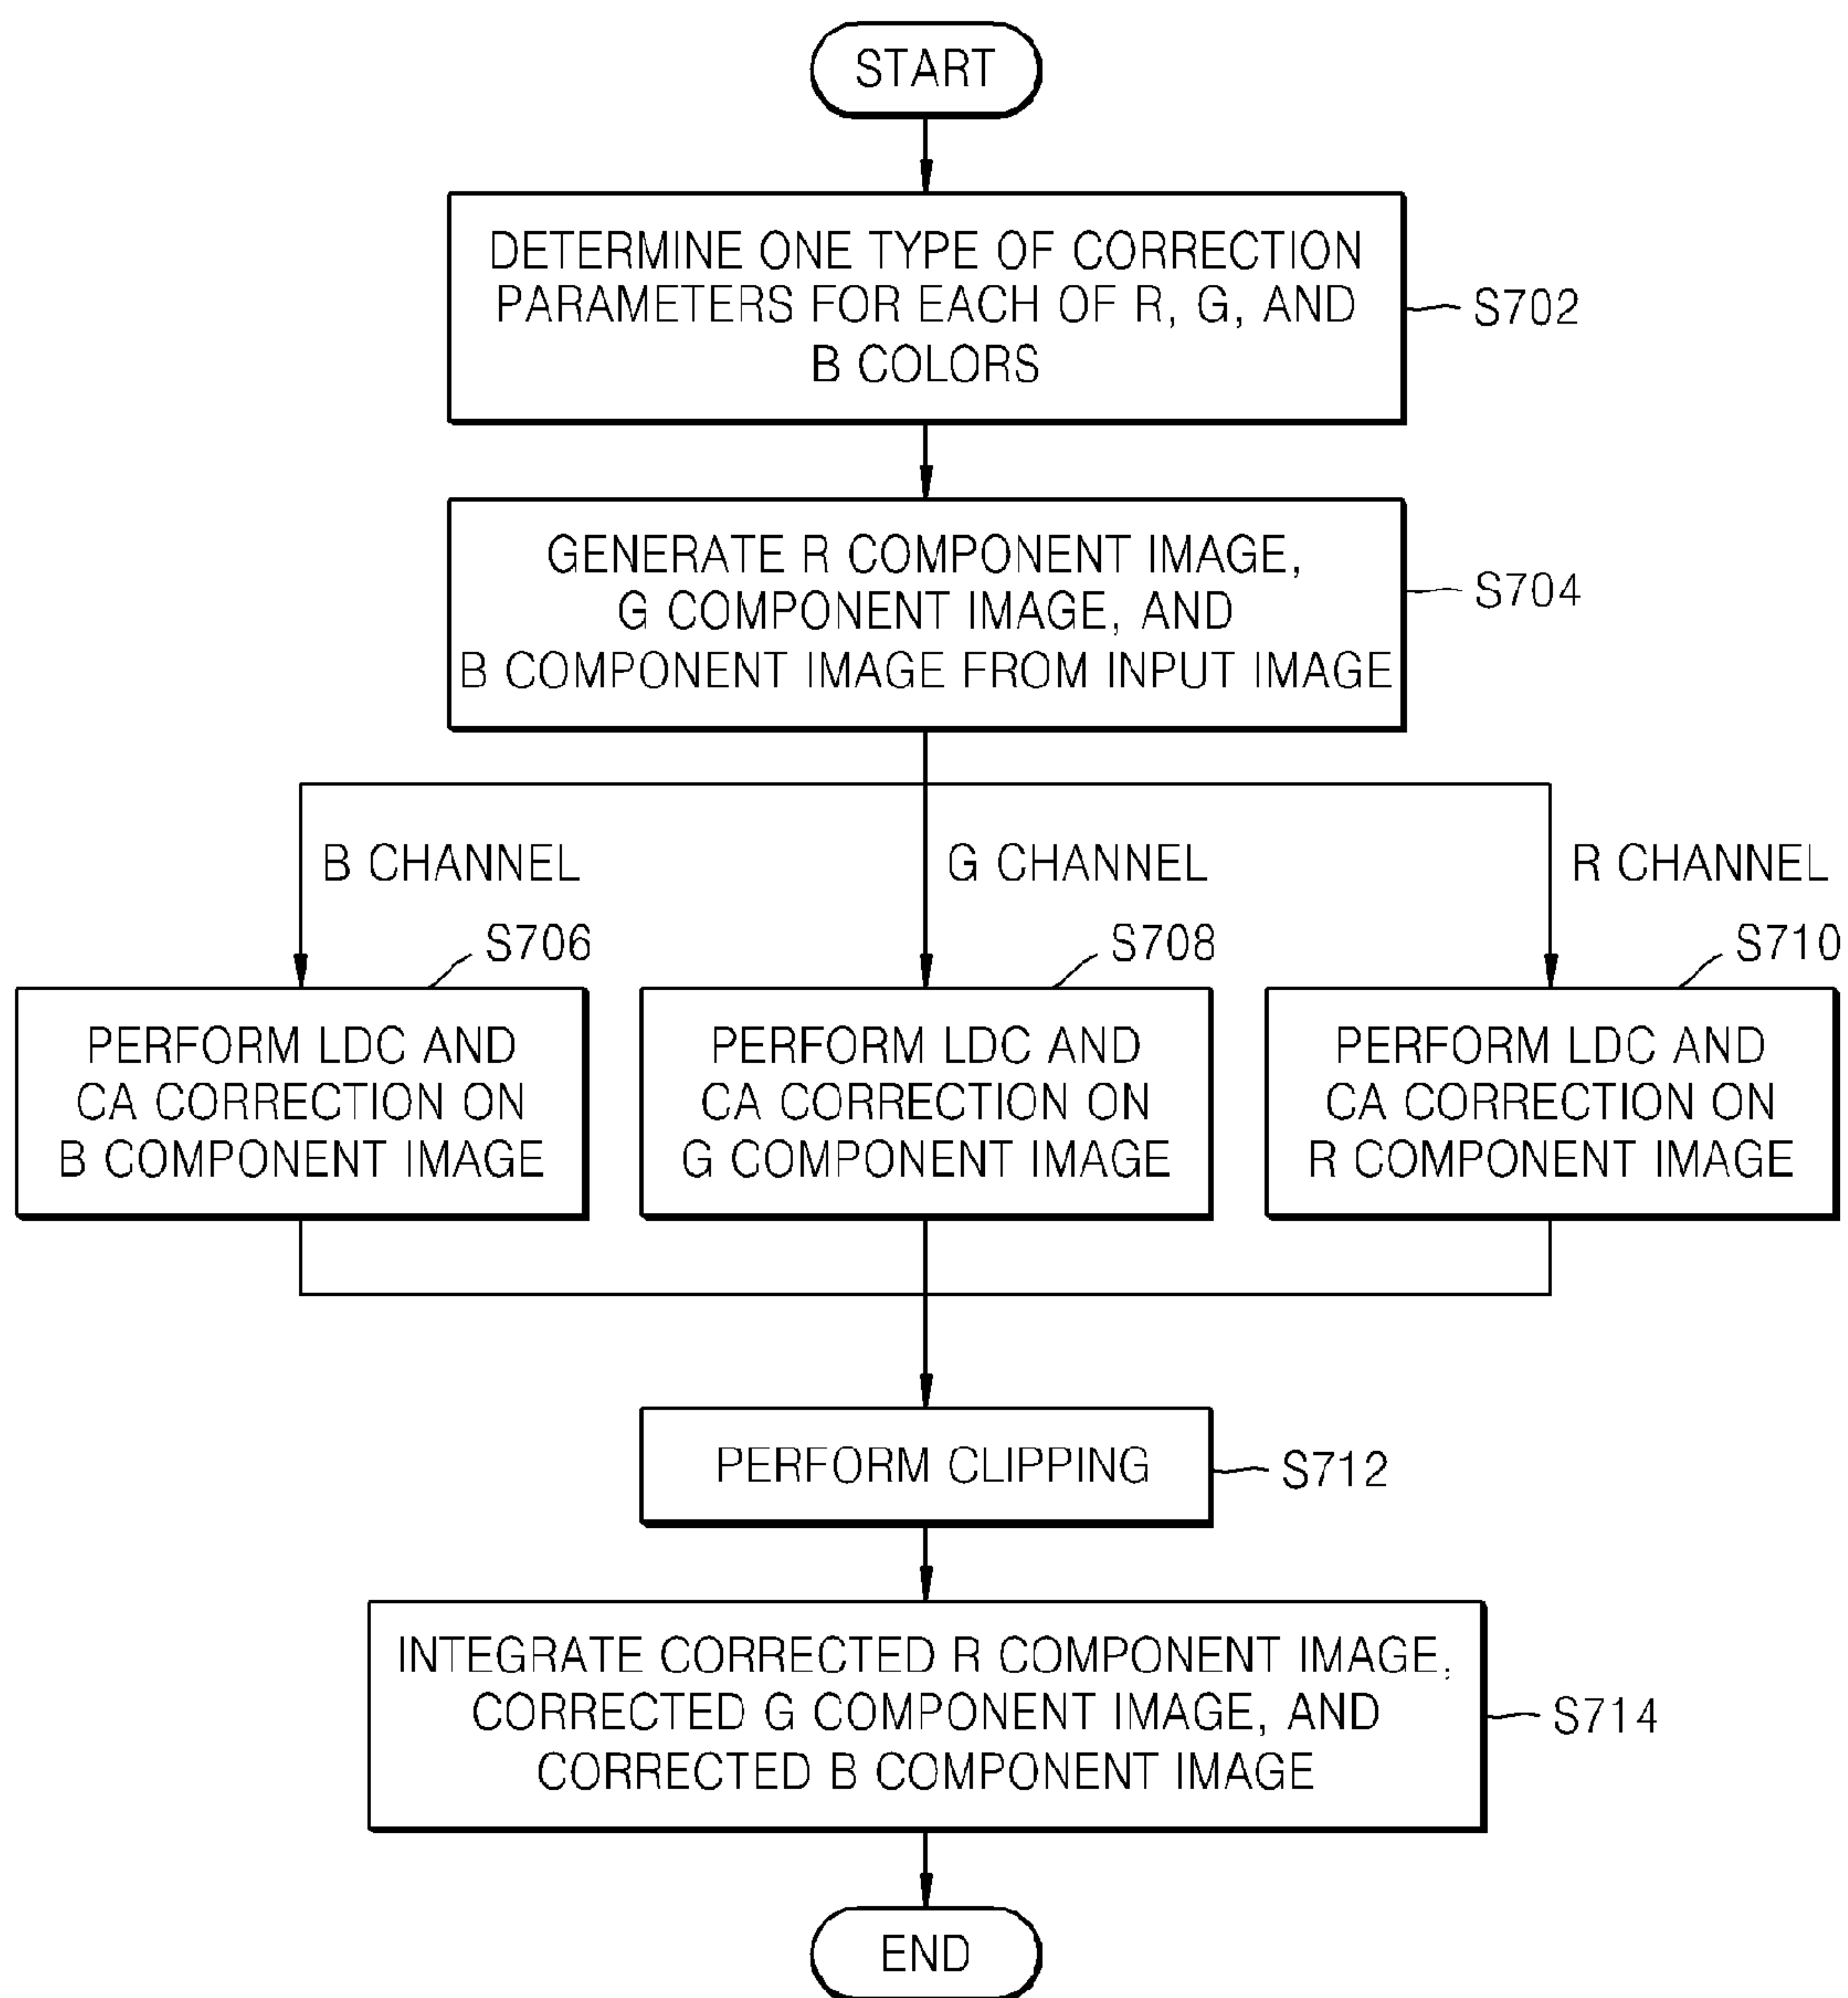 START
DETERMINE ONE TYPE OF CORRECTION
PARAMETERS FOR EACH OF R, G, AND
B COLORS
S702
GENERATE R COMPONENT IMAGE,
G COMPONENT IMAGE, AND
B COMPONENT IMAGE FROM INPUT IMAGE
S704
B CHANNEL
G CHANNEL
R CHANNEL
S706
PERFORM LDC AND
CA CORRECTION ON
B COMPONENT IMAGE
S708
PERFORM LDC AND
CA CORRECTION ON
G COMPONENT IMAGE
S710
PERFORM LDC AND
CA CORRECTION ON
R COMPONENT IMAGE
PERFORM CLIPPING
S712
INTEGRATE CORRECTED R COMPONENT IMAGE,
CORRECTED G COMPONENT IMAGE, AND
CORRECTED B COMPONENT IMAGE
S714
END